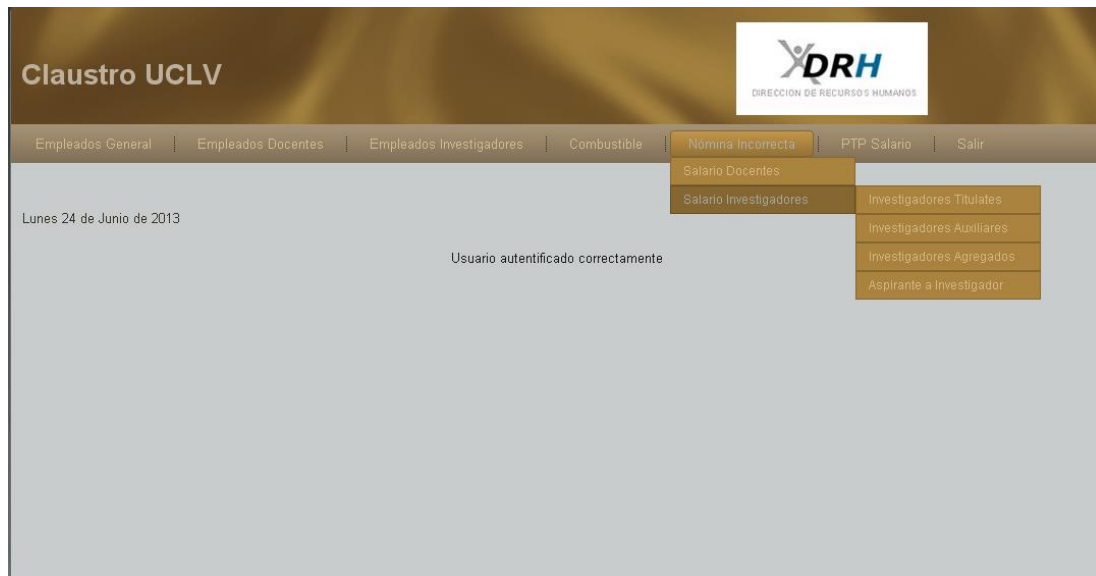 Claustro UCLV
XDRH
DIRECCION DE RECURSOS HUMANOS
Empleados General | Empleados Docentes | Empleados Investigadores | Combustible | Nomina Incorrecta | PTP Salario | Salir
Salario Docentes
Salario Investigadores
Investigadores Titulates
Investigadores Auxiliares
Investigadores Agregados
Aspirante a Investigador
Lunes 24 de Junio de 2013
Usuario autentificado correctamente